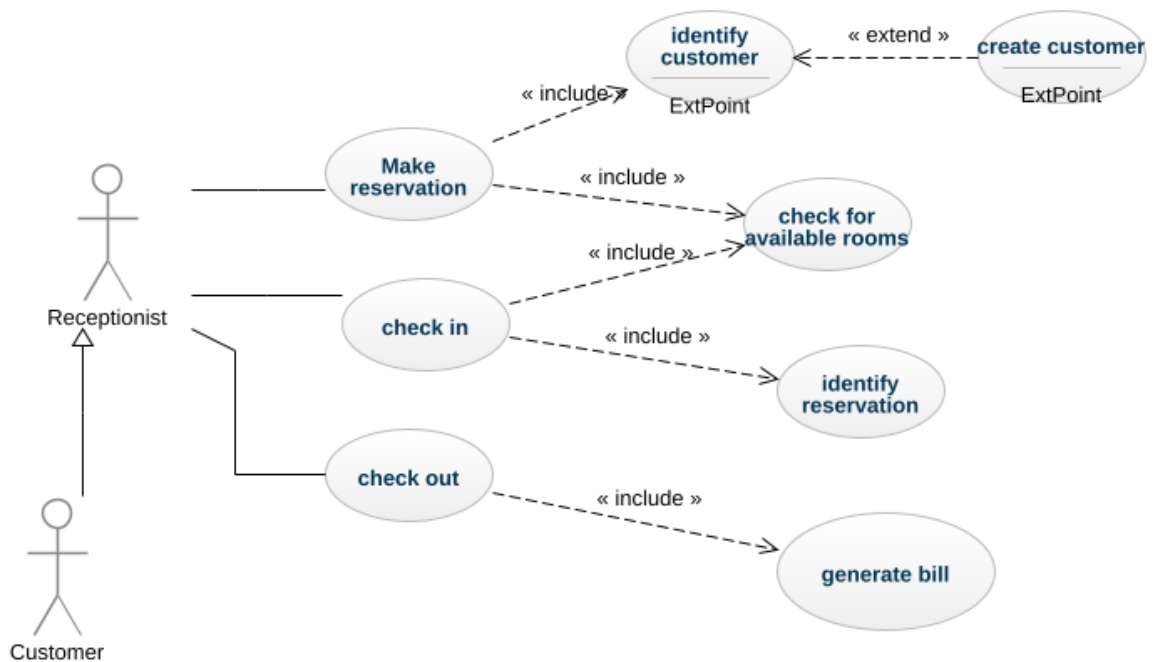 identify
customer
ExtPoint
« extend »
create customer
ExtPoint
« include »
Make
reservation
« include »
check for
available rooms
« include »
Receptionist
check in
« include »
identify
reservation
check out
« include »
generate bill
Customer